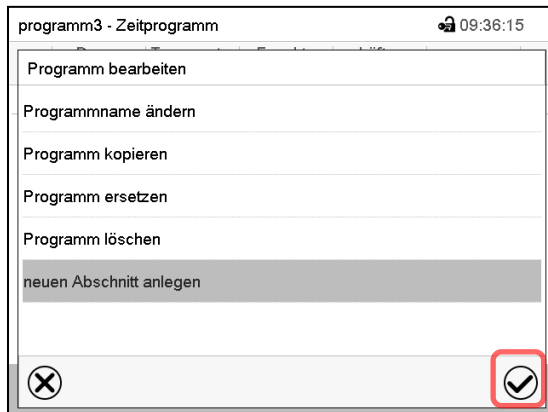 programm3 - Zeitprogramm 09:36:15
Programm bearbeiten
Programmname ändern
Programm kopieren
Programm ersetzen
Programm löschen
neuen Abschnitt anlegen